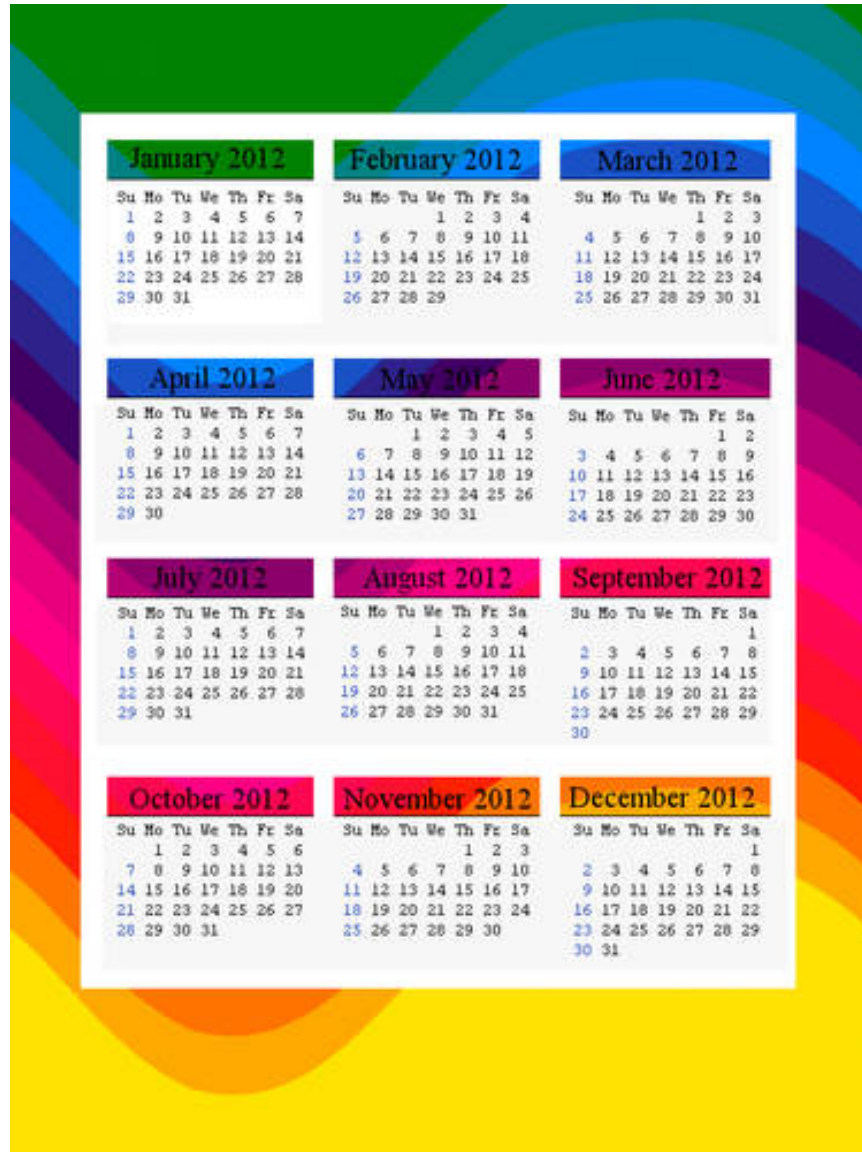 January 2012
Su Mo Tu We Th Fr Sa
1 2 3 4 5 6 7
8 9 10 11 12 13 14
15 16 17 18 19 20 21
22 23 24 25 26 27 28
29 30 31
February 2012
Su Mo Tu We Th Fr Sa
1 2 3 4
5 6 7 8 9 10 11
12 13 14 15 16 17 18
19 20 21 22 23 24 25
26 27 28 29
March 2012
Su Mo Tu We Th Fr Sa
1 2 3
4 5 6 7 8 9 10
11 12 13 14 15 16 17
18 19 20 21 22 23 24
25 26 27 28 29 30 31
April 2012
Su Mo Tu We Th Fr Sa
1 2 3 4 5 6 7
8 9 10 11 12 13 14
15 16 17 18 19 20 21
22 23 24 25 26 27 28
29 30
May 2012
Su Mo Tu We Th Fr Sa
1 2 3 4 5
6 7 8 9 10 11 12
13 14 15 16 17 18 19
20 21 22 23 24 25 26
27 28 29 30 31
June 2012
Su Mo Tu We Th Fr Sa
1 2
3 4 5 6 7 8 9
10 11 12 13 14 15 16
17 18 19 20 21 22 23
24 25 26 27 28 29 30
July 2012
Su Mo Tu We Th Fr Sa
1 2 3 4 5 6 7
8 9 10 11 12 13 14
15 16 17 18 19 20 21
22 23 24 25 26 27 28
29 30 31
August 2012
Su Mo Tu We Th Fr Sa
1 2 3 4
5 6 7 8 9 10 11
12 13 14 15 16 17 18
19 20 21 22 23 24 25
26 27 28 29 30 31
September 2012
Su Mo Tu We Th Fr Sa
1
2 3 4 5 6 7 8
9 10 11 12 13 14 15
16 17 18 19 20 21 22
23 24 25 26 27 28 29
30
October 2012
Su Mo Tu We Th Fr Sa
1 2 3 4 5 6
7 8 9 10 11 12 13
14 15 16 17 18 19 20
21 22 23 24 25 26 27
28 29 30 31
November 2012
Su Mo Tu We Th Fr Sa
1 2 3
4 5 6 7 8 9 10
11 12 13 14 15 16 17
18 19 20 21 22 23 24
25 26 27 28 29 30
December 2012
Su Mo Tu We Th Fr Sa
1
2 3 4 5 6 7 8
9 10 11 12 13 14 15
16 17 18 19 20 21 22
23 24 25 26 27 28 29
30 31